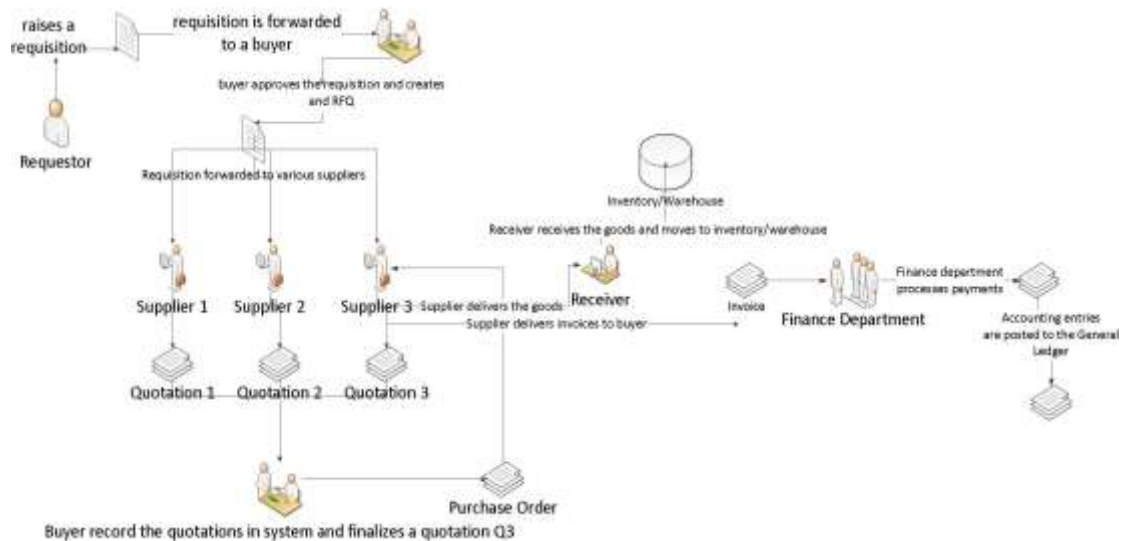 raises a
requisition
requisition is forwarded
to a buyer
buyer approves the requisition and creates
and RFQ
Requestor
Requisition forwarded to various suppliers
Inventory/Warehouse
Receiver receives the goods and moves to inventory/warehouse
Supplier 1
Supplier 2
Supplier 3
Supplier delivers the goods
Receiver
Supplier delivers invoices to buyer
Invoice
Finance Department
Finance department
processes payments
Accounting entries
are posted to the General
Ledger
Quotation 1
Quotation 2
Quotation 3
Purchase Order
Buyer record the quotations in system and finalizes a quotation Q3